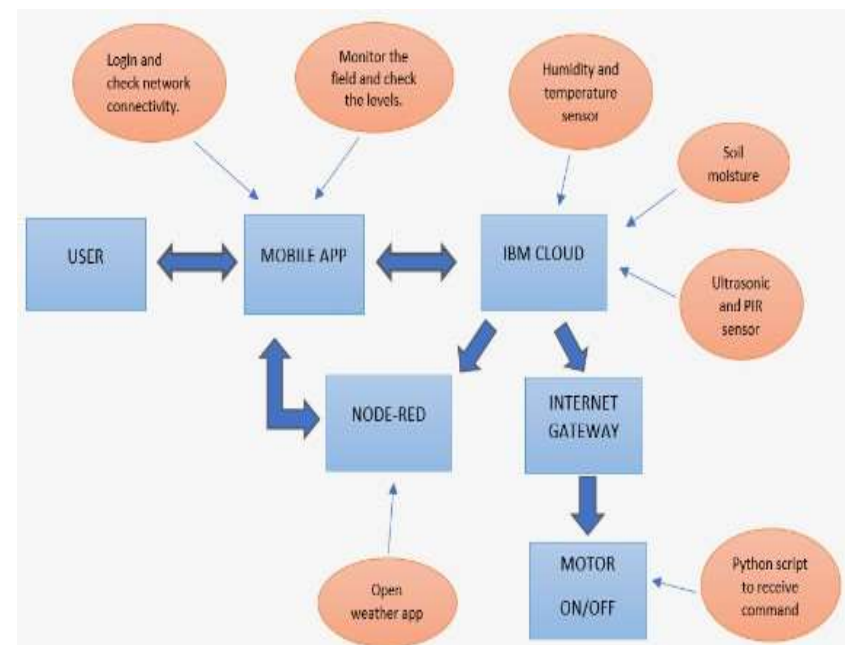 Login and
check network
connectivity.
Monitor the
field and check
the levels.
Humidity and
temperature
sensor
Soil
moisture
USER
MOBILE APP
IBM CLOUD
Ultrasonic
and PIR
sensor
NODE-RED
INTERNET
GATEWAY
Open
weather app
MOTOR
ON/OFF
Python script
to receive
command